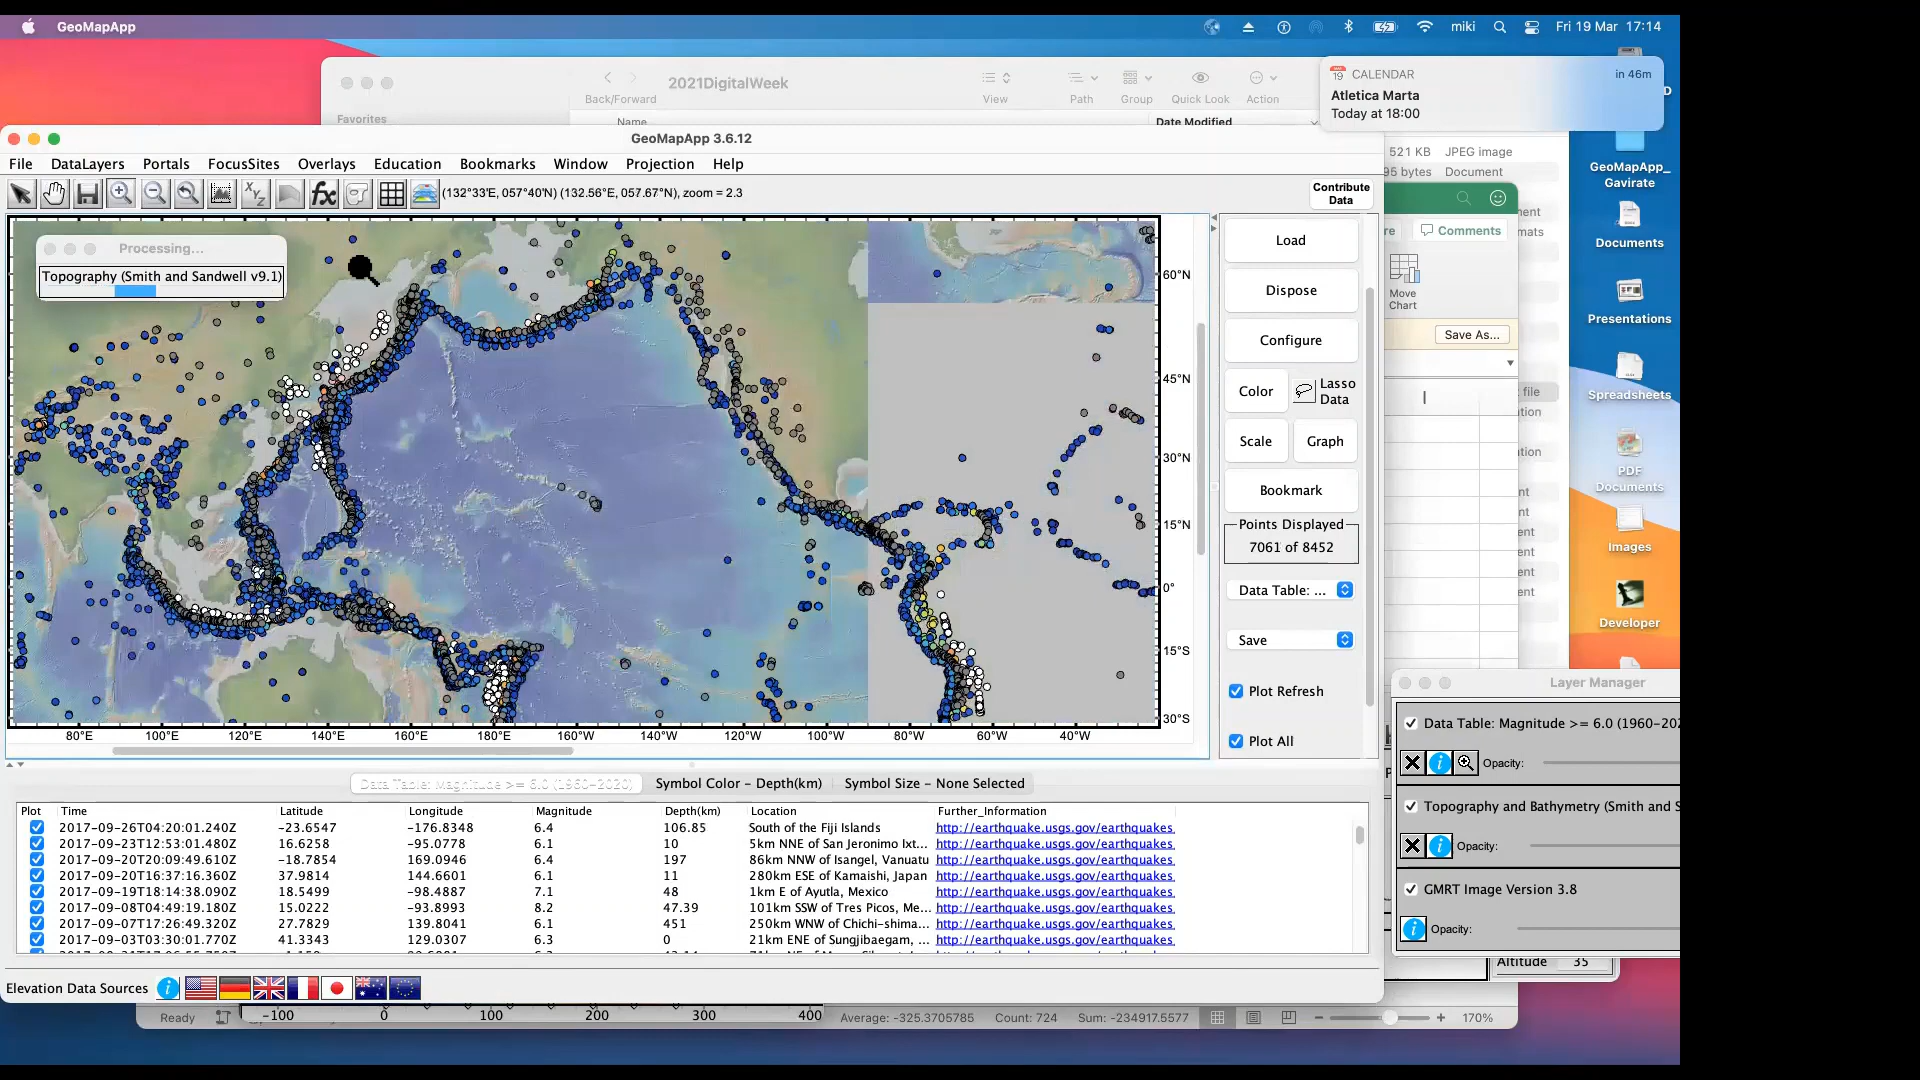 GeoMapApp
miki
Fri 19 Mar 17:14
CALENDAR
in 46m
Atletica Marta
Today at 18:00
Back/Forward
2021DigitalWeek
View
Path
Group
Quick Look
Action
Favorites
Name
Date Modified
GeoMapApp 3.6.12
521 KB JPEG image
Document
File DataLayers Portals FocusSites Overlays Education Bookmarks Window Projection Help
(132°33'E, 057°40'N) (132.56°E, 057.67°N), zoom = 2.3
Contribute
Data
Processing...
Topography (Smith and Sandwell v9.1)
60°N
45°N
30°N
15°N
0°
15°S
30°S
80°E 100°E 120°E 140°E 160°E 180°E 160°W 140°W 120°W 100°W 80°W 60°W 40°W
Load
Dispose
Configure
Color
Lasso
Data
Scale
Graph
Bookmark
Points Displayed
7061 of 8452
Data Table: ...
Save
Plot Refresh
Plot All
Comments
Move
Chart
Save As...
GeoMapApp_
Gavirate
Documents
Presentations
Spreadsheets
PDF
Documents
Images
Developer
Layer Manager
Data Table: Magnitude >= 6.0 (1960-202
Opacity:
Topography and Bathymetry (Smith and S
Opacity:
GMRT Image Version 3.8
Opacity:
Altitude 35
Data Table: Magnitude >= 6.0 (1960-2020)
Symbol Color - Depth(km)
Symbol Size - None Selected
Plot Time Latitude Longitude Magnitude Depth(km) Location Further_Information
2017-09-26T04:20:01.240Z -23.6547 -176.8348 6.4 106.85 South of the Fiji Islands http://earthquake.usgs.gov/earthquakes
2017-09-23T12:53:01.480Z 16.6258 -95.0778 6.1 10 5km NNE of San Jeronimo Ixt... http://earthquake.usgs.gov/earthquakes
2017-09-20T20:09:49.610Z -18.7854 169.0946 6.4 197 86km NNW of Isangel, Vanuatu http://earthquake.usgs.gov/earthquakes
2017-09-20T16:37:16.360Z 37.9814 144.6601 6.1 11 280km ESE of Kamaishi, Japan http://earthquake.usgs.gov/earthquakes
2017-09-19T18:14:38.090Z 18.5499 -98.4887 7.1 48 1km E of Ayutla, Mexico http://earthquake.usgs.gov/earthquakes
2017-09-08T04:49:19.180Z 15.0222 -93.8993 8.2 47.39 101km SSW of Tres Picos, Me... http://earthquake.usgs.gov/earthquakes
2017-09-07T17:26:49.320Z 27.7829 139.8041 6.1 451 250km WNW of Chichi-shima... http://earthquake.usgs.gov/earthquakes
2017-09-03T03:30:01.770Z 41.3343 129.0307 6.3 0 21km ENE of Sungjibaegam, ... http://earthquake.usgs.gov/earthquakes
Elevation Data Sources
Ready
-100 0 100 200 300 400
Average: -325.3705785 Count: 724 Sum: -234917.5577
170%